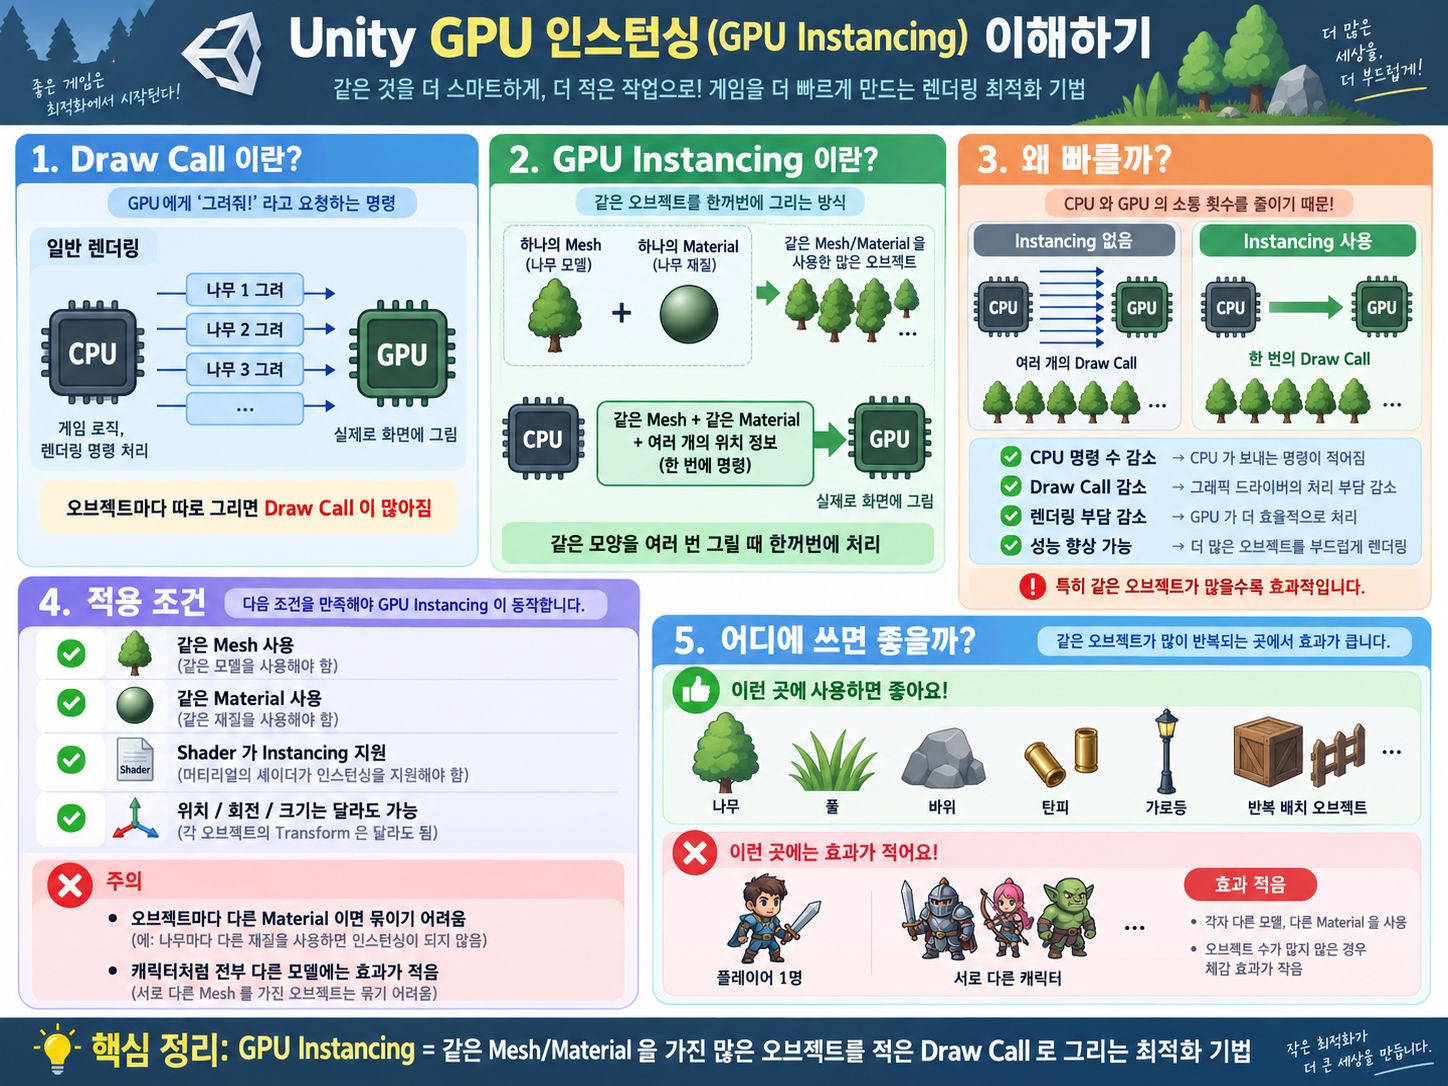 좋은 게임은
최적화에서 시작된다!
Unity GPU 인스턴싱 (GPU Instancing) 이해하기
같은 것을 더 스마트하게, 더 적은 작업으로! 게임을 더 빠르게 만드는 렌더링 최적화 기법
더 많은
세상을,
더 부드럽게!
1. Draw Call 이란?
GPU에게 '그려줘!' 라고 요청하는 명령
일반 렌더링
CPU
게임 로직,
렌더링 명령 처리
나무 1 그려
나무 2 그려
나무 3 그려
...
GPU
실제로 화면에 그림
오브젝트마다 따로 그리면 Draw Call 이 많아짐
2. GPU Instancing 이란?
같은 오브젝트를 한꺼번에 그리는 방식
하나의 Mesh
(나무 모델)
+
하나의 Material
(나무 재질)
같은 Mesh/Material 을
사용한 많은 오브젝트
...
CPU
같은 Mesh + 같은 Material
+ 여러 개의 위치 정보
(한 번에 명령)
GPU
실제로 화면에 그림
같은 모양을 여러 번 그릴 때 한꺼번에 처리
3. 왜 빠를까?
CPU 와 GPU 의 소통 횟수를 줄이기 때문!
Instancing 없음
CPU
GPU
여러 개의 Draw Call
...
Instancing 사용
CPU
GPU
한 번의 Draw Call
...
CPU 명령 수 감소 → CPU 가 보내는 명령이 적어짐
Draw Call 감소 → 그래픽 드라이버의 처리 부담 감소
렌더링 부담 감소 → GPU 가 더 효율적으로 처리
성능 향상 가능 → 더 많은 오브젝트를 부드럽게 렌더링
! 특히 같은 오브젝트가 많을수록 효과적입니다.
4. 적용 조건
다음 조건을 만족해야 GPU Instancing 이 동작합니다.
같은 Mesh 사용
(같은 모델을 사용해야 함)
같은 Material 사용
(같은 재질을 사용해야 함)
Shader
Shader 가 Instancing 지원
(머티리얼의 셰이더가 인스턴싱을 지원해야 함)
위치 / 회전 / 크기는 달라도 가능
(각 오브젝트의 Transform 은 달라도 됨)
주의
• 오브젝트마다 다른 Material 이면 묶이기 어려움
(예: 나무마다 다른 재질을 사용하면 인스턴싱이 되지 않음)
• 캐릭터처럼 전부 다른 모델에는 효과가 적음
(서로 다른 Mesh 를 가진 오브젝트는 묶기 어려움)
5. 어디에 쓰면 좋을까?
같은 오브젝트가 많이 반복되는 곳에서 효과가 큽니다.
이런 곳에 사용하면 좋아요!
나무
풀
바위
탄피
가로등
반복 배치 오브젝트
...
이런 곳에는 효과가 적어요!
플레이어 1명
서로 다른 캐릭터
...
효과 적음
• 각자 다른 모델, 다른 Material 을 사용
• 오브젝트 수가 많지 않은 경우
체감 효과가 작음
핵심 정리: GPU Instancing = 같은 Mesh/Material 을 가진 많은 오브젝트를 적은 Draw Call 로 그리는 최적화 기법
작은 최적화가
더 큰 세상을 만듭니다.